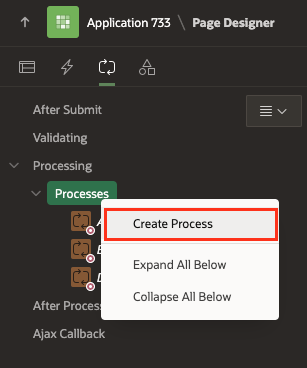 Application 733 \ Page Designer
After Submit
Validating
Processing
Processes
Create Process
Expand All Below
Collapse All Below
After Process
Ajax Callback